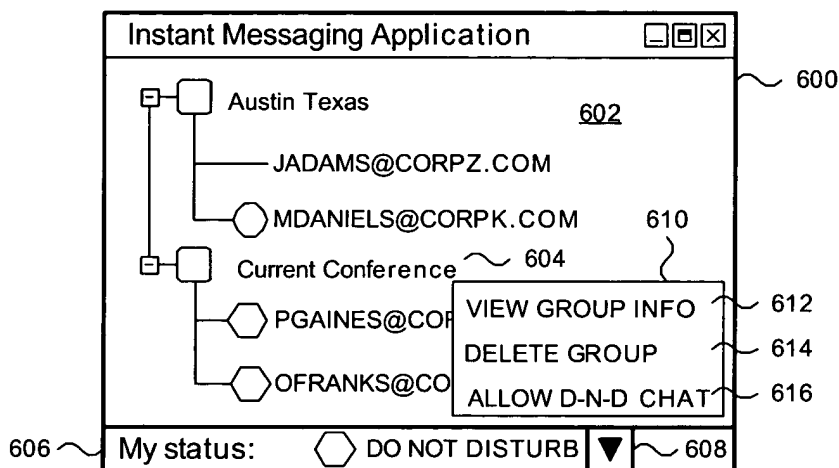 Instant Messaging Application
600
Austin Texas
602
JADAMS@CORPZ.COM
MDANIELS@CORPK.COM
610
Current Conference
604
PGAINES@COR
VIEW GROUP INFO
612
DELETE GROUP
614
OFRANKS@CO
ALLOW D-N-D CHAT
616
606
My status:
DO NOT DISTURB
608